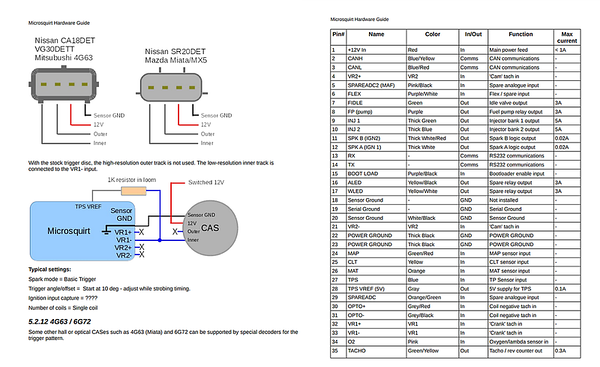 Microsquirt Hardware Guide
Nissan CA18DET
VG30DETT
Mitsubushi 4G63
Nissan SR20DET
Mazda Miata/MX5
Sensor GND
12V
Outer
Inner
Sensor GND
12V
Outer
Inner
With the stock trigger disc, the high-resolution outer track is not used. The low-resolution inner track is
connected to the VR1- input.
1K resistor in loom
Switched 12V
TPS VREF
Sensor
GND
Microsquirt
VR1+
VR1-
VR2+
VR2-
X
X
X
X
Sensor GND
12V
Outer
Inner
CAS
Typical settings:
Spark mode = Basic Trigger
Trigger angle/offset = Start at 10 deg - adjust while strobing timing.
Ignition input capture = ????
Number of coils = Single coil
5.2.12 4G63 / 6G72
Some other hall or optical CASes such as 4G63 (Miata) and 6G72 can be supported by special decoders for the
trigger pattern.
Microsquirt Hardware Guide
Pin# Name Color In/Out Function Max current
1 +12V In Red In Main power feed < 1A
2 CANH Blue/Yellow Comms CAN communications -
3 CANL Blue/Red Comms CAN communications -
4 VR2+ VR2+ In 'Cam' tach in -
5 SPAREADC2 (MAF) Pink/Black In Spare analogue input -
6 FLEX Purple/White In Flex / spare input -
7 FIDLE Green Out Idle valve output 3A
8 FP (pump) Purple Out Fuel pump relay output 3A
9 INJ 1 Thick Green Out Injector bank 1 output 5A
10 INJ 2 Thick Blue Out Injector bank 2 output 5A
11 SPK B (IGN2) Thick White/Red Out Spark B logic output 0.02A
12 SPK A (IGN 1) Thick White Out Spark A logic output 0.02A
13 RX - Comms RS232 communications -
14 TX - Comms RS232 communications -
15 BOOT LOAD Purple/Black In Bootloader enable input -
16 ALED Yellow/Black Out Spare relay output 3A
17 WLED Yellow/White Out Spare relay output 3A
18 Sensor Ground - GND Not installed -
19 Serial Ground - GND Serial Ground -
20 Sensor Ground White/Black GND Sensor Ground -
21 VR2- VR2- In 'Cam' tach in -
22 POWER GROUND Thick Black GND POWER GROUND -
23 POWER GROUND Thick Black GND POWER GROUND -
24 MAP Green/Red In MAP sensor input -
25 CLT Yellow In CLT sensor input -
26 MAT Orange In MAT sensor input -
27 TPS Blue In TP Sensor input -
28 TPS VREF (5V) Gray Out 5V supply for TPS 0.1A
29 SPAREADC Orange/Green In Spare analogue input -
30 OPTO+ Grey/Red In Coil negative tach in -
31 OPTO- Grey/Black In Coil negative tach in -
32 VR1+ VR1 In 'Crank' tach in -
33 VR1- VR1 In 'Crank' tach in -
34 O2 Pink In Oxygen/lambda sensor in -
35 TACHO Green/Yellow Out Tacho / rev counter out 0.3A